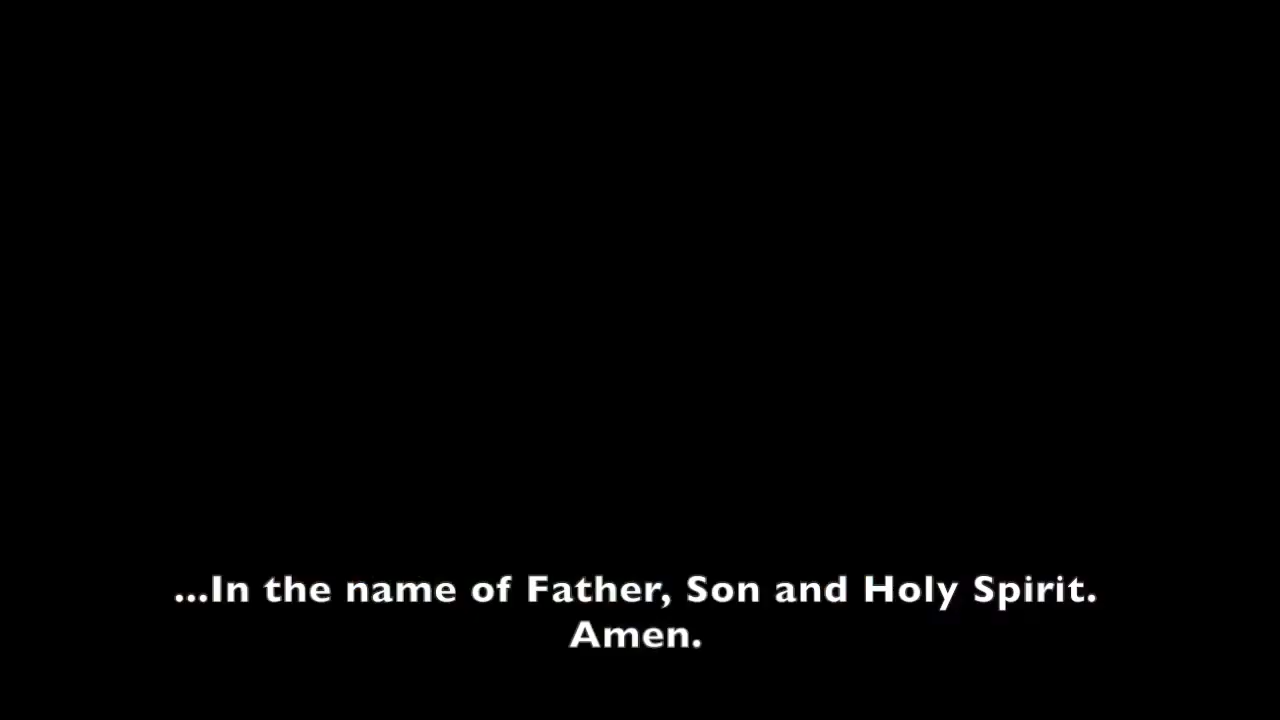 ...In the name of Father, Son and Holy Spirit.
Amen.